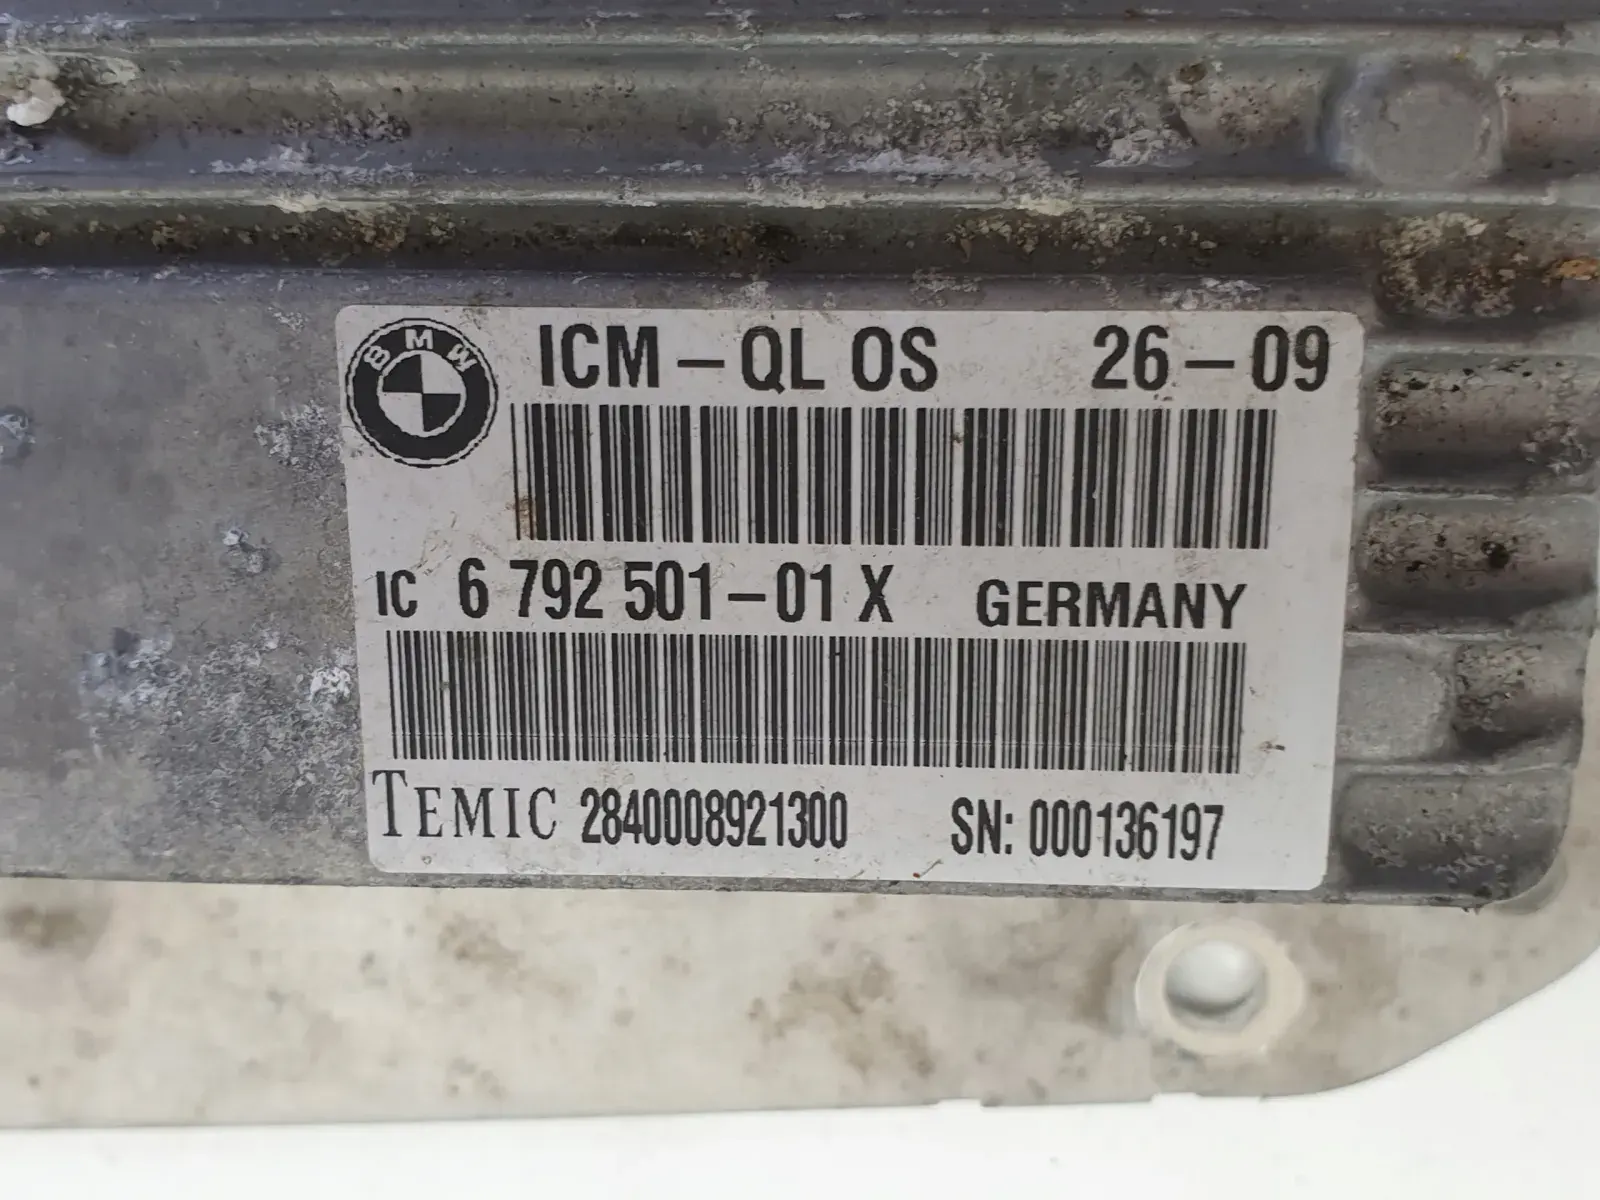 BMW
ICM - QL OS 26 - 09
IC 6 792 501 - 01 X GERMANY
TEMIC 2840008921300 SN: 000136197